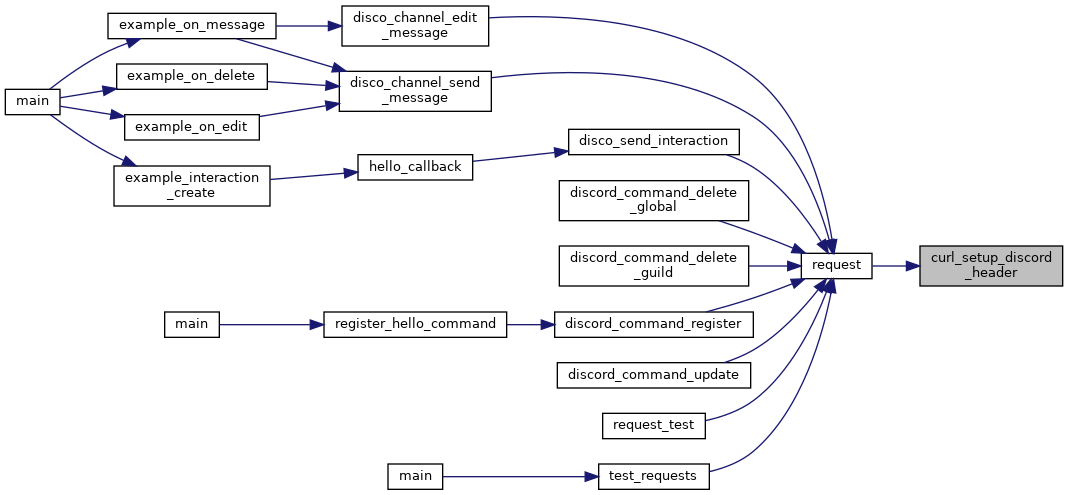 main
example_on_message
example_on_delete
example_on_edit
example_interaction
_create
disco_channel_edit
_message
disco_channel_send
_message
hello_callback
disco_send_interaction
discord_command_delete
_global
discord_command_delete
_guild
main
register_hello_command
discord_command_register
discord_command_update
request_test
main
test_requests
request
curl_setup_discord
_header